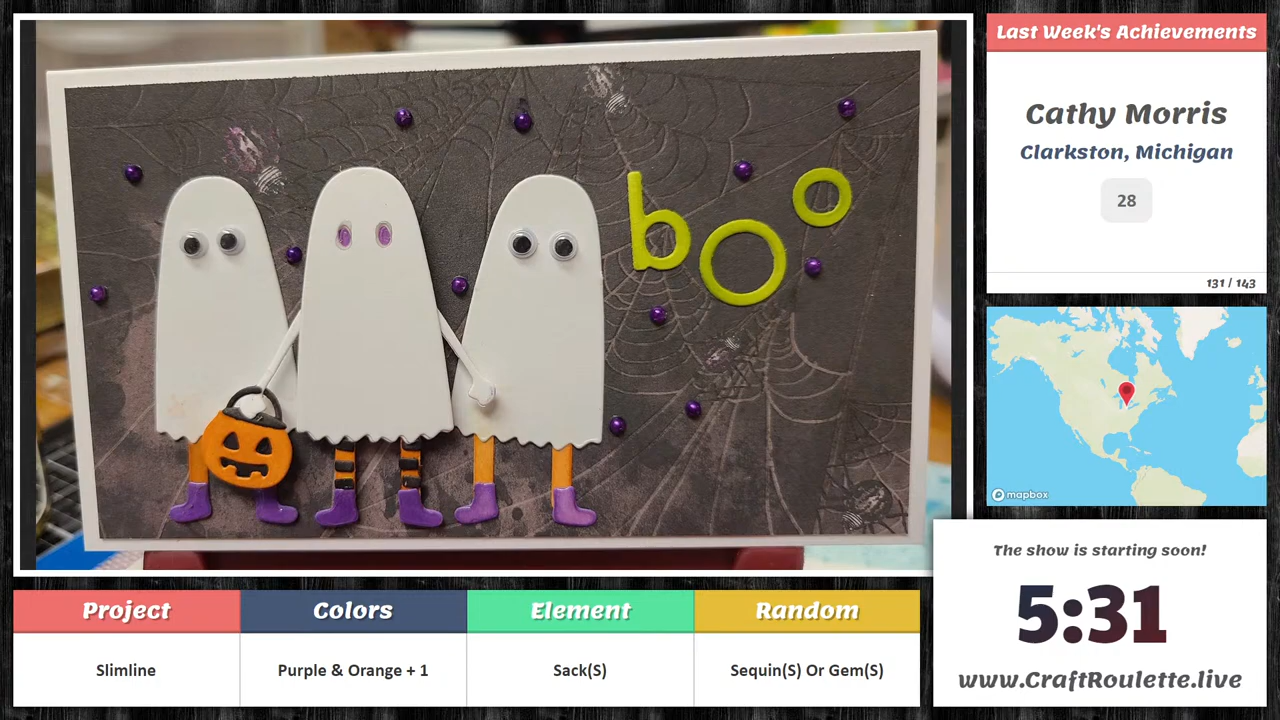 boo
Last Week's Achievements
Cathy Morris
Clarkston, Michigan
28
131 / 143
mapbox
The show is starting soon!
5:31
www.CraftRoulette.live
Project
Colors
Element
Random
Slimline
Purple & Orange + 1
Sack(S)
Sequin(S) Or Gem(S)